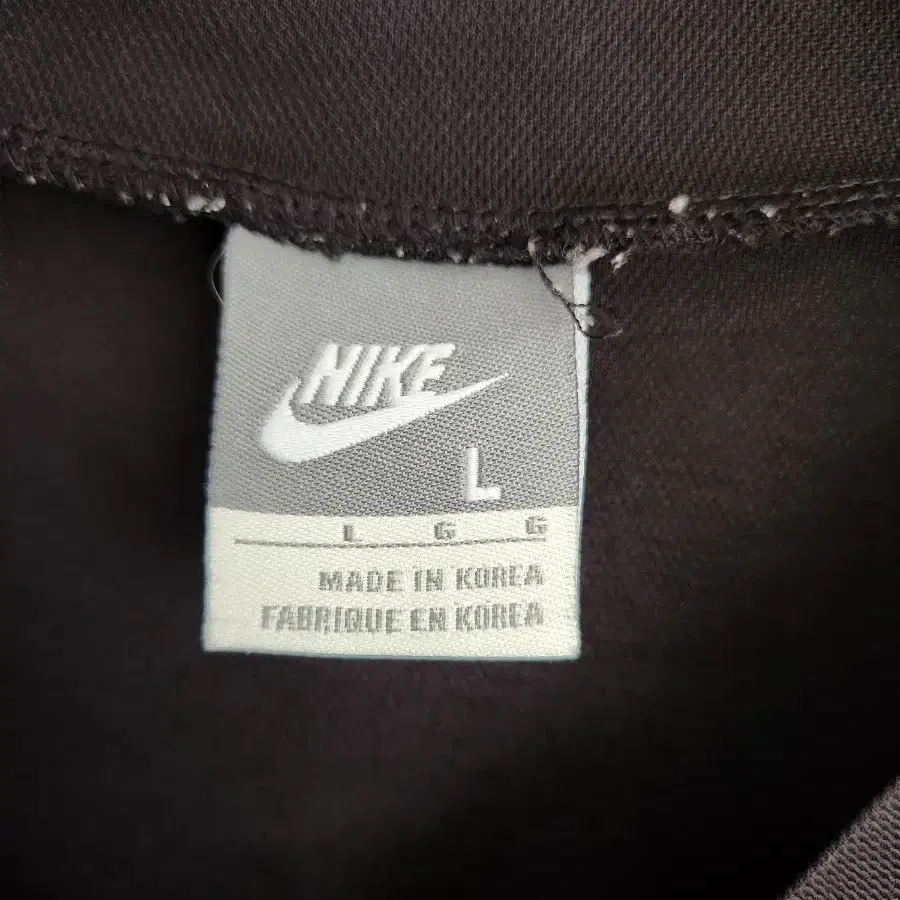 NIKE
L
L G G
MADE IN KOREA
FABRIQUE EN KOREA